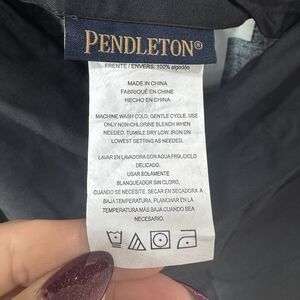 PENDLETON®
FRENTE / ENVERS: 100% algodón
MADE IN CHINA
FABRIQUÉ EN CHINE
HECHO EN CHINA
MACHINE WASH COLD, GENTLE CYCLE. USE
ONLY NON-CHLORINE BLEACH WHEN
NEEDED. TUMBLE DRY LOW, IRON ON
LOWEST SETTING AS NEEDED.
LAVAR EN LAVADORA CON AGUA FRÍA, CICLO
DELICADO.
USAR SOLAMENTE
BLANQUEADOR SIN CLORO,
CUANDO SE NECESITE. SECAR EN SECADORA A
BAJA TEMPERATURA. PLANCHAR EN LA
TEMPERATURA MÁS BAJA CUANDO SEA
NECESARIO.